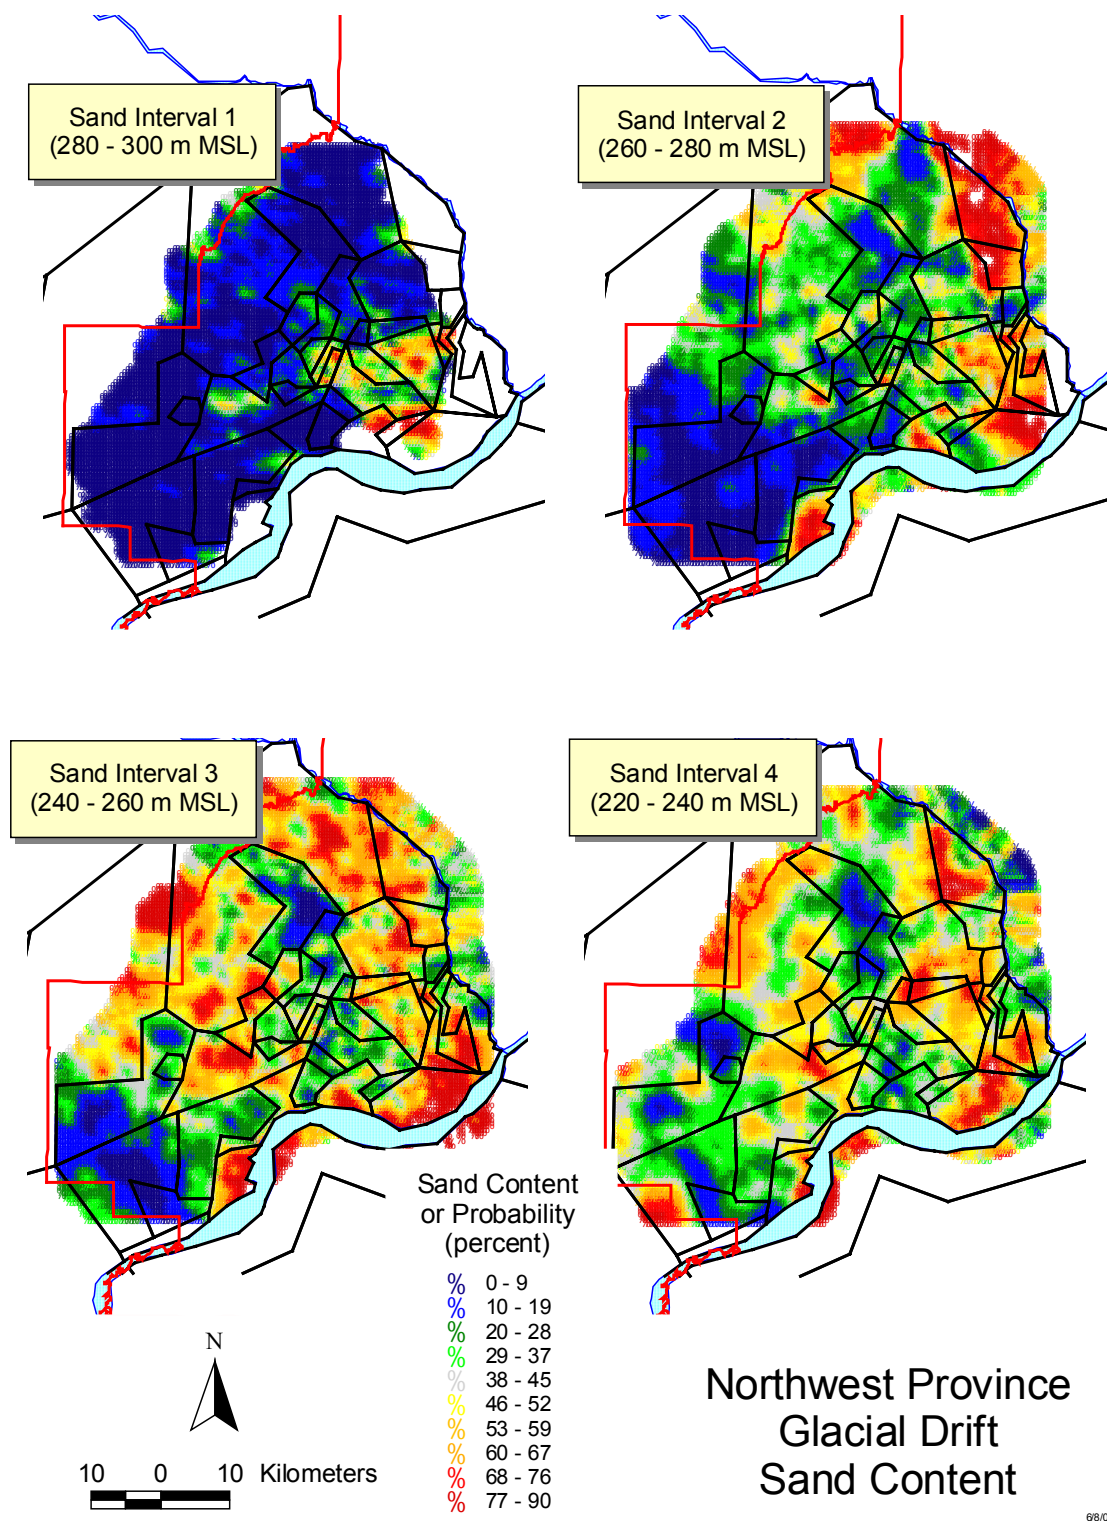 Sand Interval 1
(280 - 300 m MSL)
Sand Interval 2
(260 - 280 m MSL)
Sand Interval 3
(240 - 260 m MSL)
Sand Interval 4
(220 - 240 m MSL)
Sand Content
or Probability
(percent)
% 0 - 9
% 10 - 19
% 20 - 28
% 29 - 37
% 38 - 45
% 46 - 52
% 53 - 59
% 60 - 67
% 68 - 76
% 77 - 90
N
10 0 10 Kilometers
Northwest Province
Glacial Drift
Sand Content